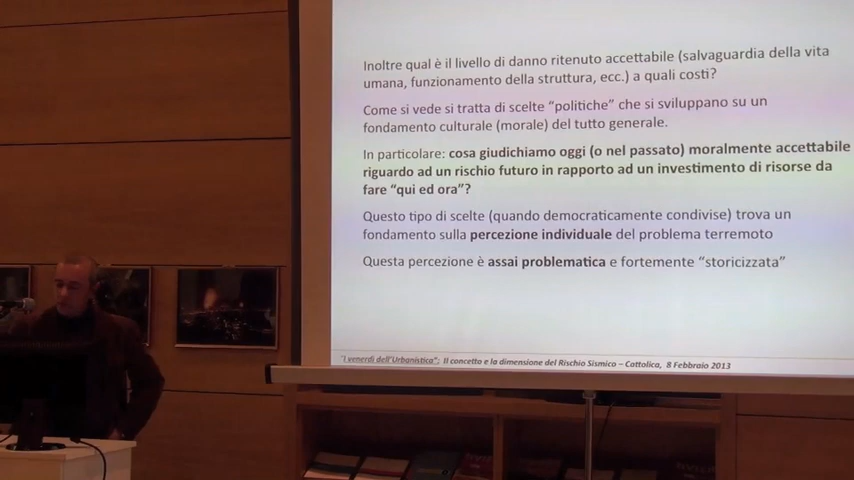 Inoltre qual è il livello di danno ritenuto accettabile (salvaguardia della vita
umana, funzionamento della struttura, ecc.) a quali costi?
Come si vede si tratta di scelte “politiche” che si sviluppano su un
fondamento culturale (morale) del tutto generale.
In particolare: cosa giudichiamo oggi (o nel passato) moralmente accettabile
riguardo ad un rischio futuro in rapporto ad un investimento di risorse da
fare “qui ed ora”?
Questo tipo di scelte (quando democraticamente condivise) trova un
fondamento sulla percezione individuale del problema terremoto
Questa percezione è assai problematica e fortemente “storicizzata”
“I venerdì dell'Urbanistica”: Il concetto e la dimensione del Rischio Sismico – Cattolica, 8 Febbraio 2013